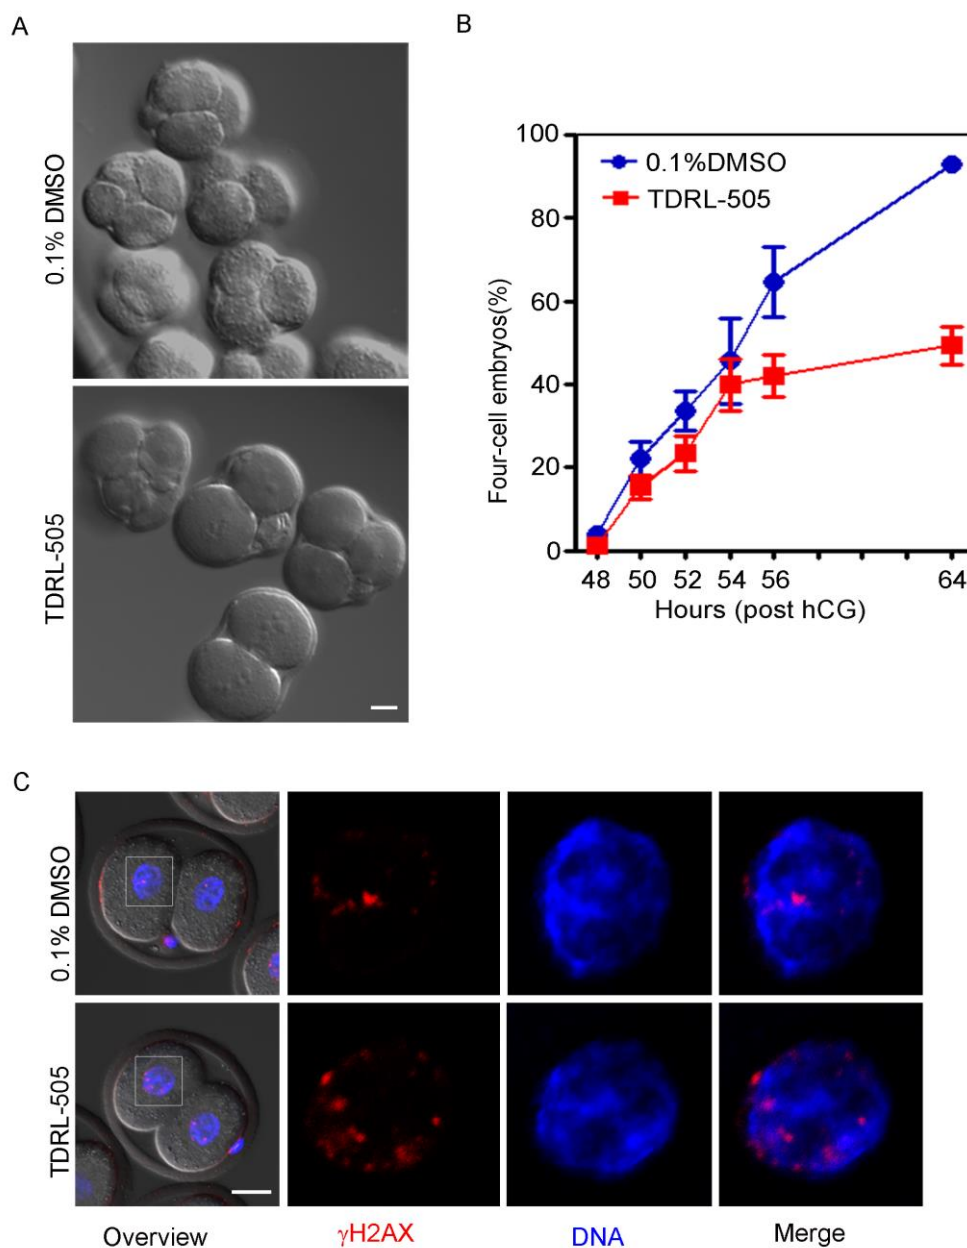 A
0.1% DMSO
TDRL-505
B
100
80
60
40
20
0
Four-cell embryos(%)
0.1%DMSO
TDRL-505
48 50 52 54 56 64
Hours (post hCG)
C
0.1% DMSO
TDRL-505
Overview γH2AX DNA Merge